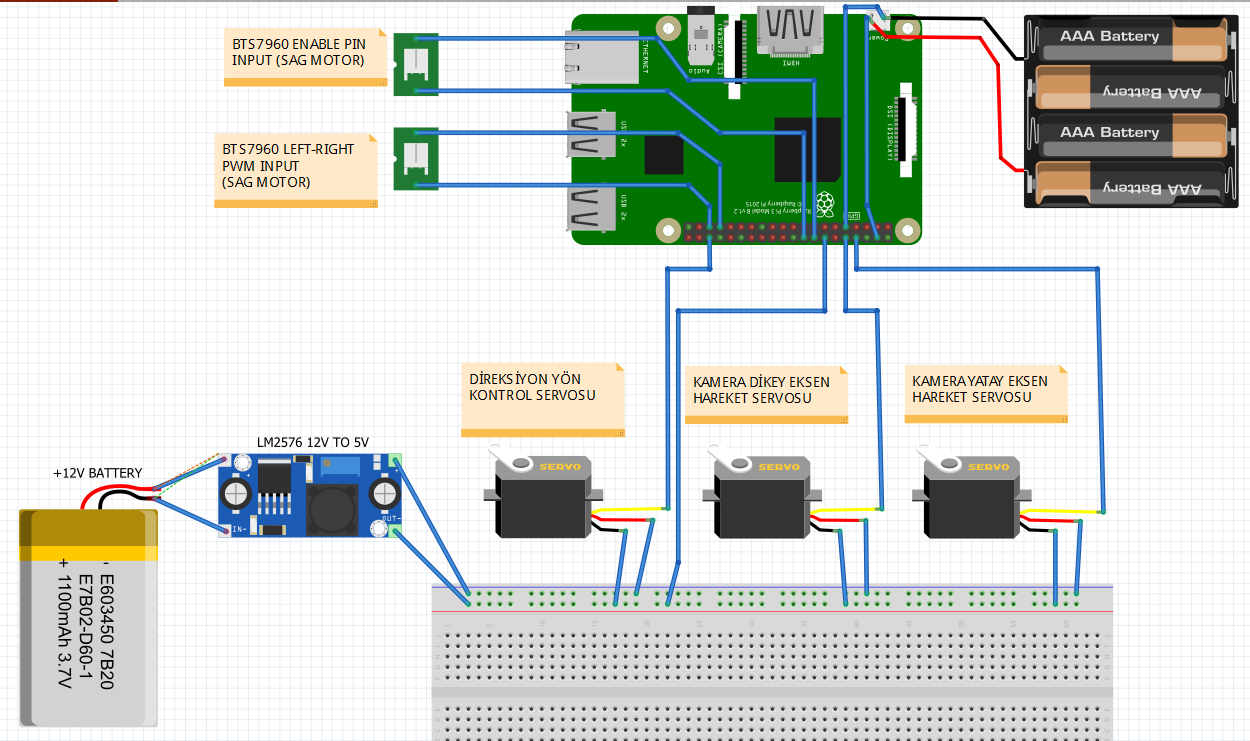 BTS7960 ENABLE PIN
INPUT (SAG MOTOR)
BTS7960 LEFT-RIGHT
PWM INPUT
(SAG MOTOR)
ETHERNET
Audio
CSI (CAMERA)
HDMI
Power
DSI (DISPLAY)
USB 2x
USB 2x
Raspberry Pi 3 Model B v1.2
© Raspberry Pi 2015
GPIO
AAA Battery
AAA Battery
AAA Battery
AAA Battery
DİREKSİYON YÖN
KONTROL SERVOSU
KAMERA DİKEY EKSEN
HAREKET SERVOSU
KAMERA YATAY EKSEN
HAREKET SERVOSU
LM2576 12V TO 5V
+12V BATTERY
IN-
OUT-
SERVO
SERVO
SERVO
- E603450 7B20
E7B02-D60-1
+ 1100mAh 3.7V
1 5 10 15 20 25 30 35 40 45 50 55 60